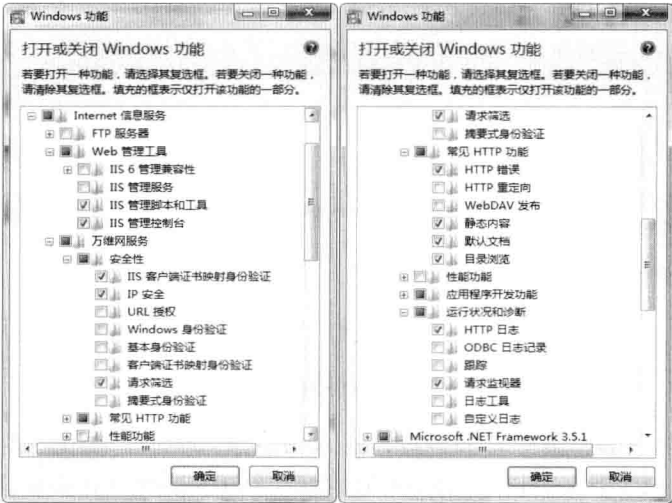 Windows 功能
打开或关闭 Windows 功能
若要打开一种功能，请选择其复选框。若要关闭一种功能，
请清除其复选框。填充的框表示仅打开该功能的一部分。
Internet 信息服务
FTP 服务器
Web 管理工具
IIS 6 管理兼容性
IIS 管理服务
IIS 管理脚本和工具
IIS 管理控制台
万维网服务
安全性
IIS 客户端证书映射身份验证
IP 安全
URL 授权
Windows 身份验证
基本身份验证
客户端证书映射身份验证
请求筛选
摘要式身份验证
常见 HTTP 功能
性能功能
确定
取消
Windows 功能
打开或关闭 Windows 功能
若要打开一种功能，请选择其复选框。若要关闭一种功能，
请清除其复选框。填充的框表示仅打开该功能的一部分。
请求筛选
摘要式身份验证
常见 HTTP 功能
HTTP 错误
HTTP 重定向
WebDAV 发布
静态内容
默认文档
目录浏览
性能功能
应用程序开发功能
运行状况和诊断
HTTP 日志
ODBC 日志记录
跟踪
请求监视器
日志工具
自定义日志
Microsoft .NET Framework 3.5.1
确定
取消